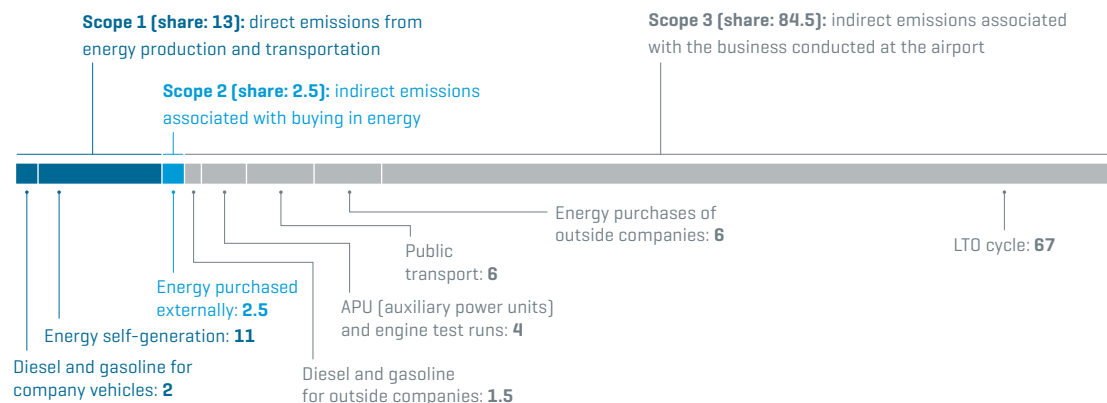 Scope 1 (share: 13): direct emissions from
energy production and transportation
Scope 2 (share: 2.5): indirect emissions
associated with buying in energy
Scope 3 (share: 84.5): indirect emissions associated
with the business conducted at the airport
Energy purchases of
outside companies: 6
LTO cycle: 67
Public
transport: 6
Energy purchased
externally: 2.5
APU (auxiliary power units)
and engine test runs: 4
Energy self-generation: 11
Diesel and gasoline for
company vehicles: 2
Diesel and gasoline
for outside companies: 1.5